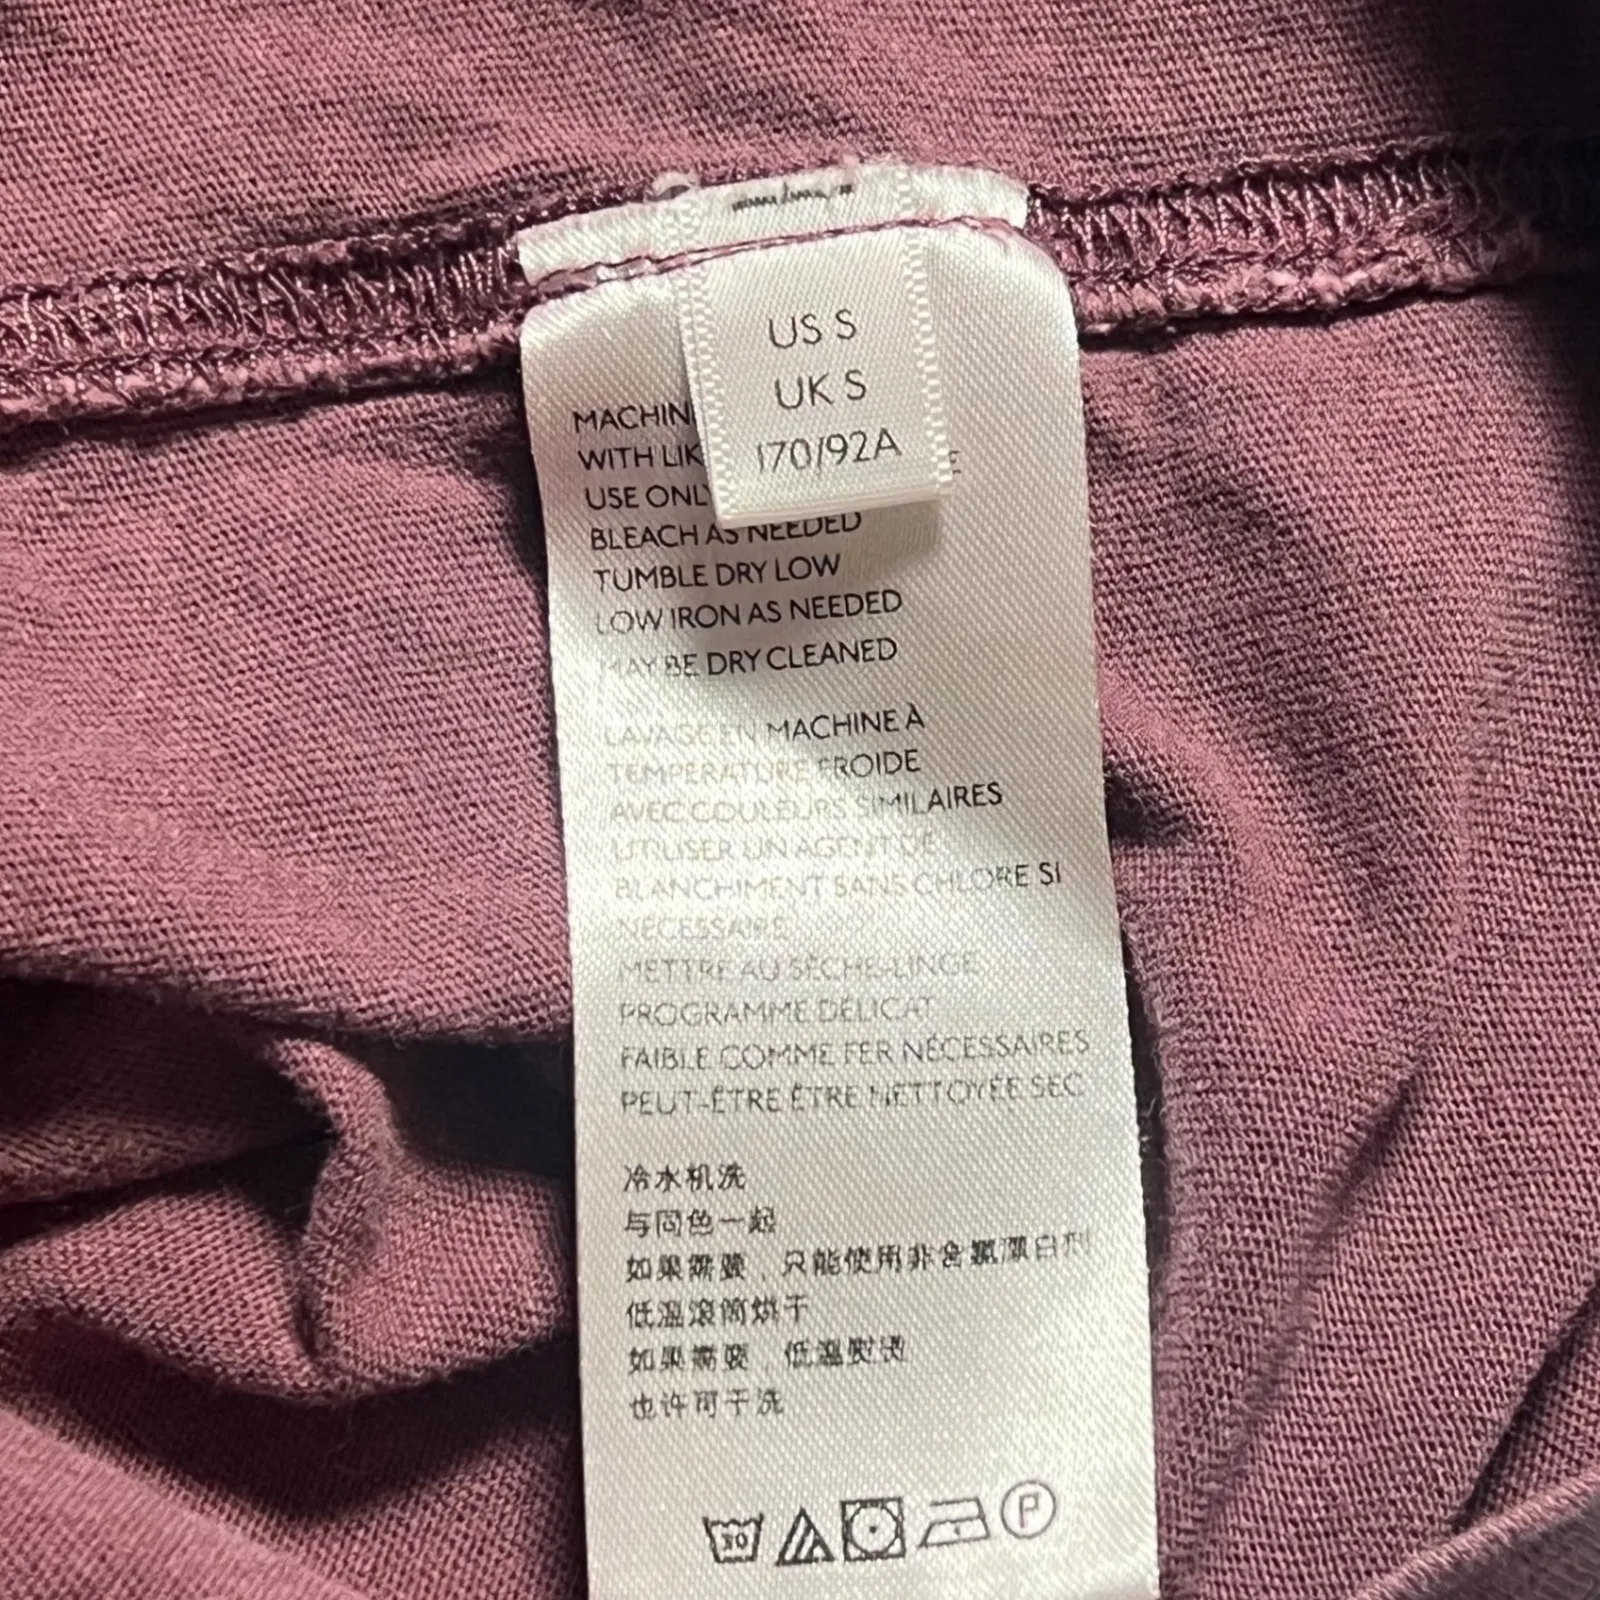 US S
UK S
170/92A
MACHIN
WITH LIK E
USE ONLY
BLEACH AS NEEDED
TUMBLE DRY LOW
LOW IRON AS NEEDED
MAY BE DRY CLEANED
LAVAGE EN MACHINE À
TEMPÉRATURE FROIDE
AVEC COULEURS SIMILAIRES
UTILISER UN AGENT DE
BLANCHIMENT SANS CHLORE SI
NÉCESSAIRE
METTRE AU SÈCHE-LINGE
PROGRAMME DÉLICAT
FAIBLE COMME FER NÉCESSAIRES
PEUT-ÊTRE ÊTRE NETTOYÉE SEC
冷水机洗
与同色一起
如果需要，只能使用非含氯漂白剂
低温滚筒烘干
如果需要，低温熨烫
也许可干洗
30
P